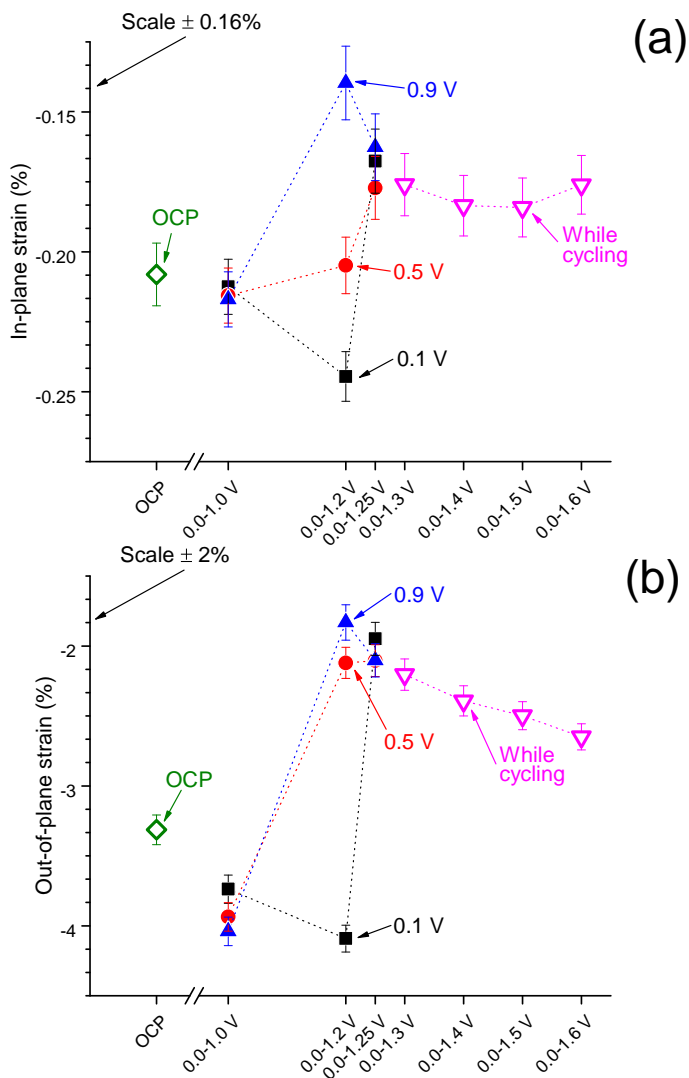 Scale ± 0.16%
(a)
In-plane strain (%)
-0.15
-0.20
-0.25
0.9 V
OCP
0.5 V
While
cycling
0.1 V
OCP
0.0-1.0 V
0.0-1.2 V
0.0-1.25 V
0.0-1.3 V
0.0-1.4 V
0.0-1.5 V
0.0-1.6 V
Scale ± 2%
(b)
Out-of-plane strain (%)
-2
-3
-4
0.9 V
0.5 V
While
cycling
OCP
0.1 V
OCP
0.0-1.0 V
0.0-1.2 V
0.0-1.25 V
0.0-1.3 V
0.0-1.4 V
0.0-1.5 V
0.0-1.6 V